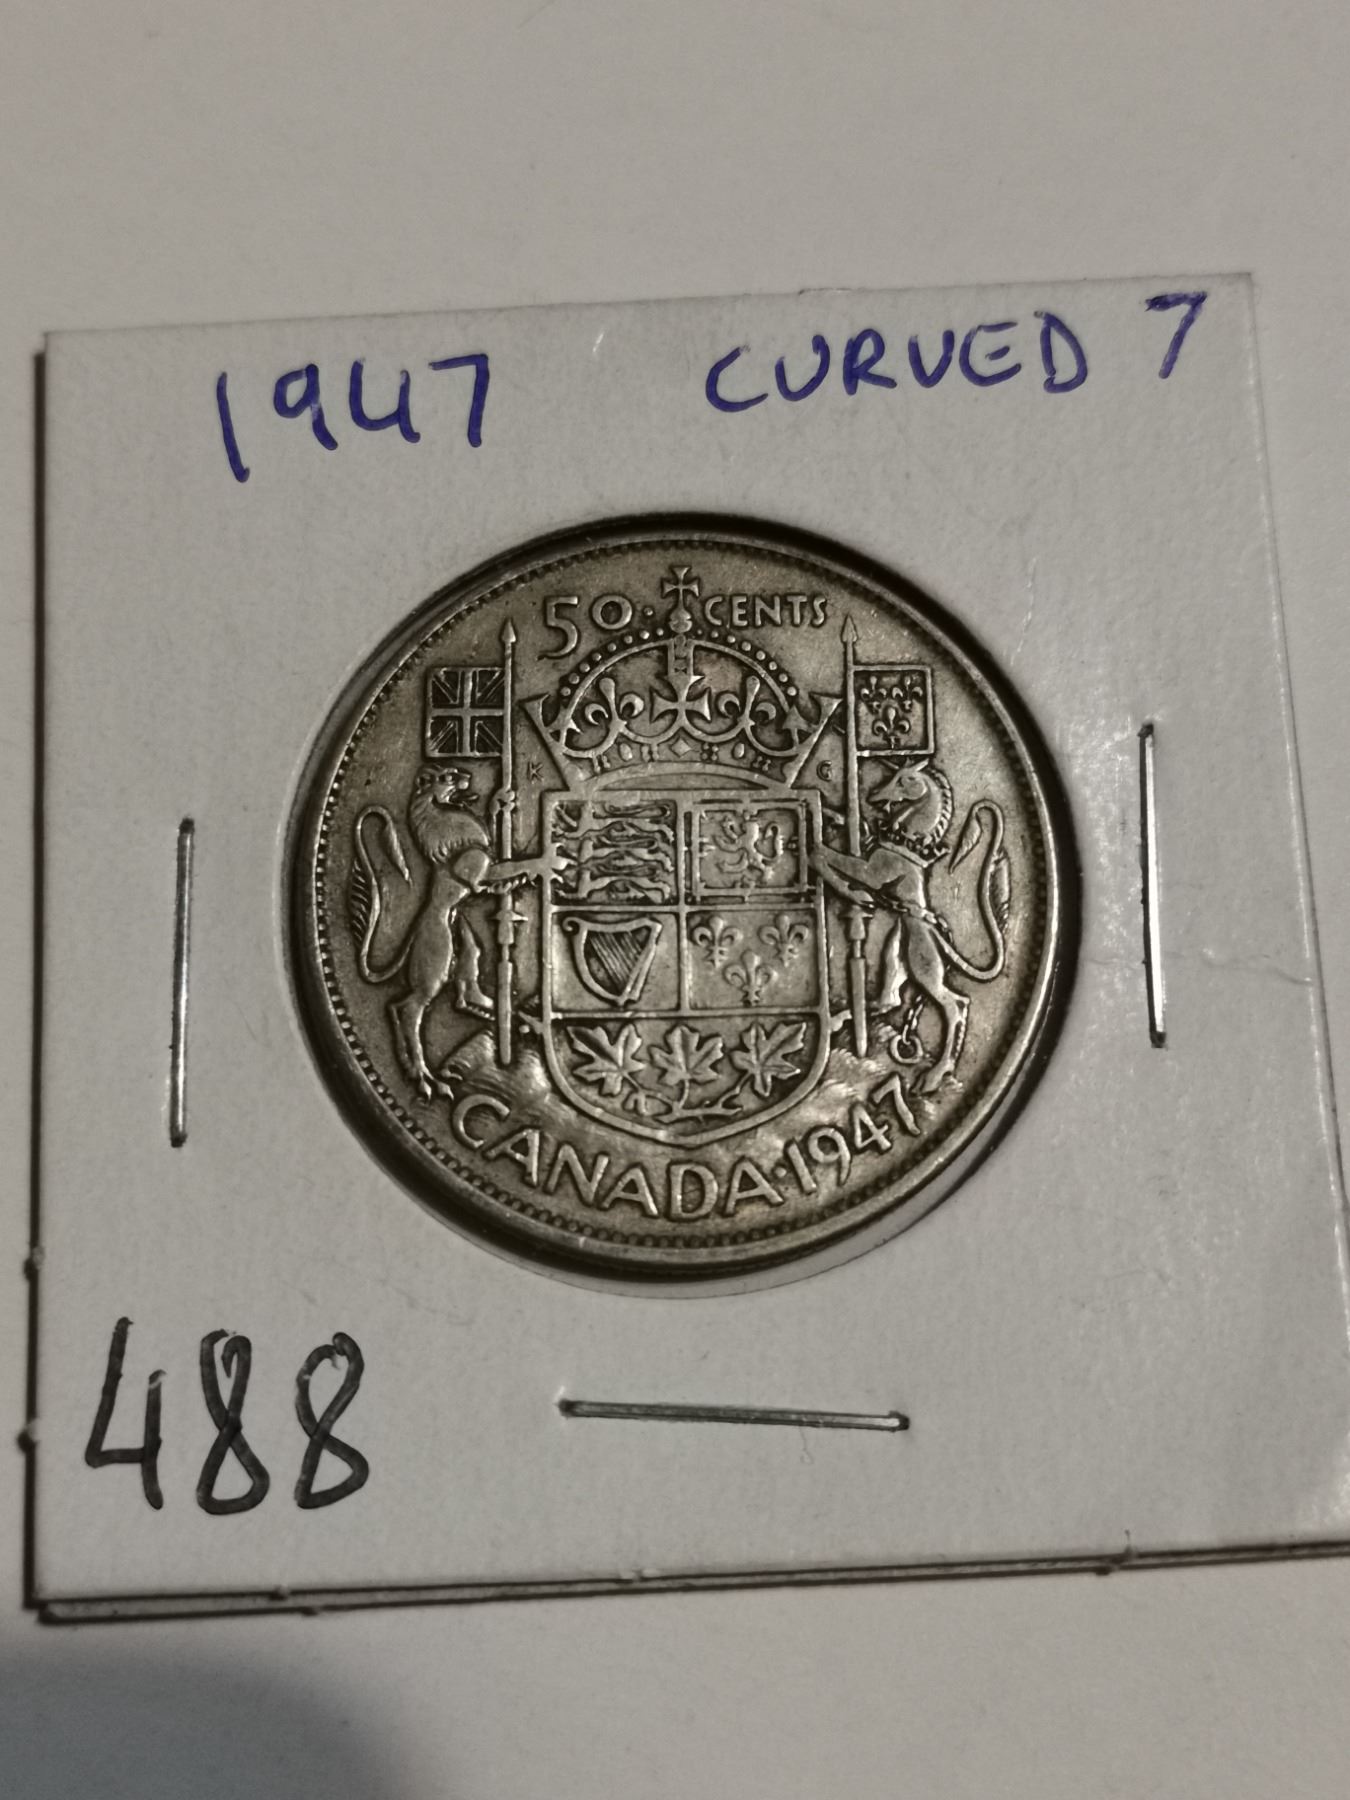 1947 CURVED 7
50 · CENTS
K G
CANADA · 1947
488